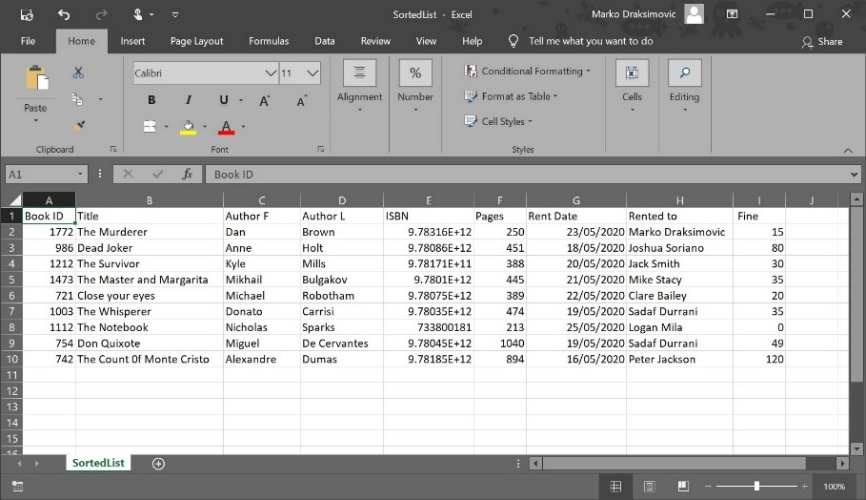 SortedList - Excel
Marko Draksimovic
File Home Insert Page Layout Formulas Data Review View Help Tell me what you want to do Share
Calibri 11
Paste
B I U A A
A
Alignment Number
%
Conditional Formatting
Format as Table
Cell Styles
Cells Editing
Clipboard Font Styles
A1 fx Book ID
A B C D E F G H I J
1 Book ID Title Author F Author L ISBN Pages Rent Date Rented to Fine
2 1772 The Murderer Dan Brown 9.78316E+12 250 23/05/2020 Marko Draksimovic 15
3 986 Dead Joker Anne Holt 9.78086E+12 451 18/05/2020 Joshua Soriano 80
4 1212 The Survivor Kyle Mills 9.78171E+11 388 20/05/2020 Jack Smith 30
5 1473 The Master and Margarita Mikhail Bulgakov 9.7801E+12 445 21/05/2020 Mike Stacy 35
6 721 Close your eyes Michael Robotham 9.78075E+12 389 22/05/2020 Clare Bailey 20
7 1003 The Whisperer Donato Carrisi 9.78035E+12 474 19/05/2020 Sadaf Durrani 35
8 1112 The Notebook Nicholas Sparks 733800181 213 25/05/2020 Logan Mila 0
9 754 Don Quixote Miguel De Cervantes 9.78045E+12 1040 19/05/2020 Sadaf Durrani 49
10 742 The Count 0f Monte Cristo Alexandre Dumas 9.78185E+12 894 16/05/2020 Peter Jackson 120
11
12
13
14
15
16
SortedList
100%